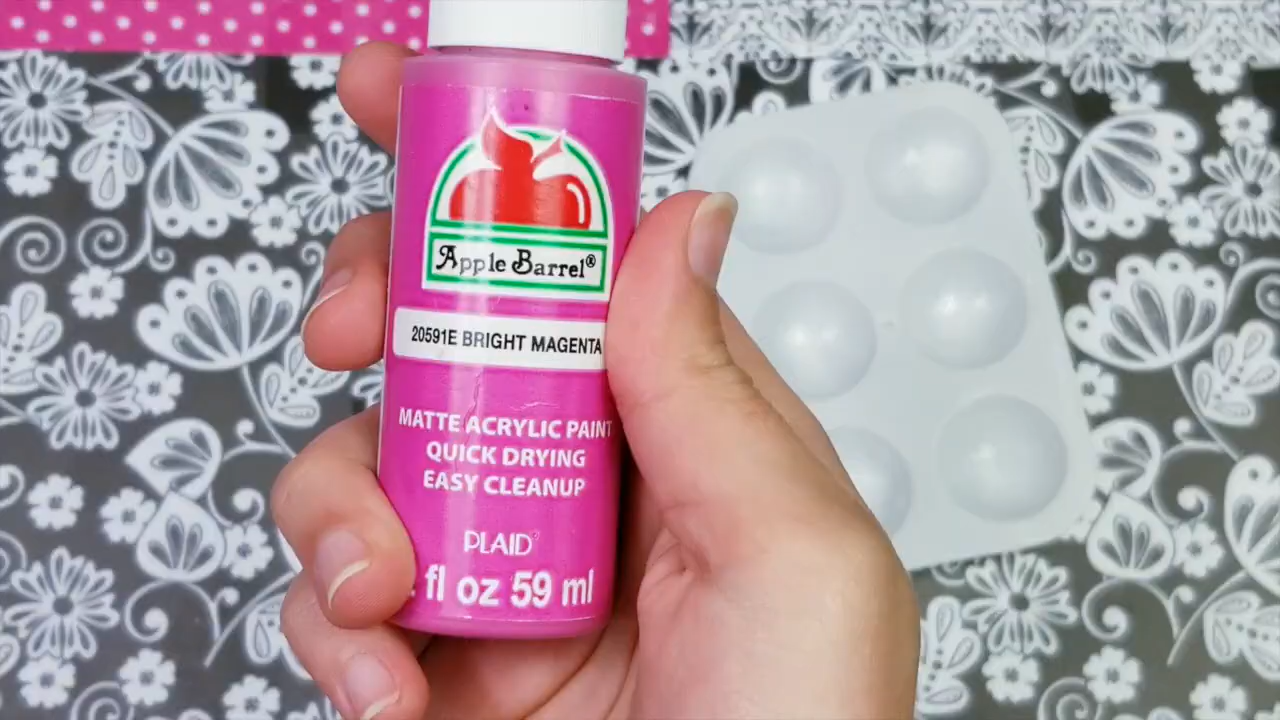 Apple Barrel®
20591E BRIGHT MAGENTA
MATTE ACRYLIC PAINT
QUICK DRYING
EASY CLEANUP
PLAID®
fl oz 59 ml